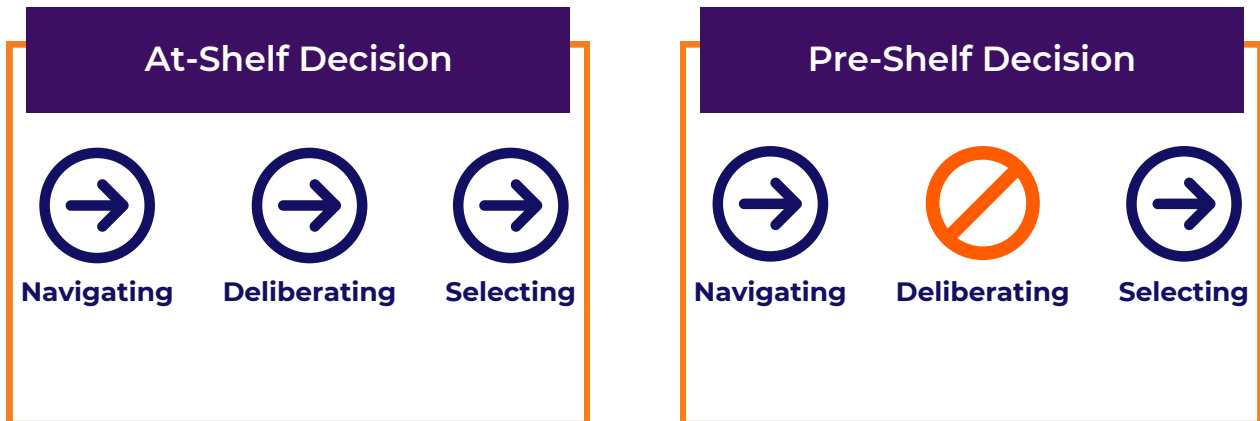 At-Shelf Decision
Navigating
Deliberating
Selecting
Pre-Shelf Decision
Navigating
Deliberating
Selecting